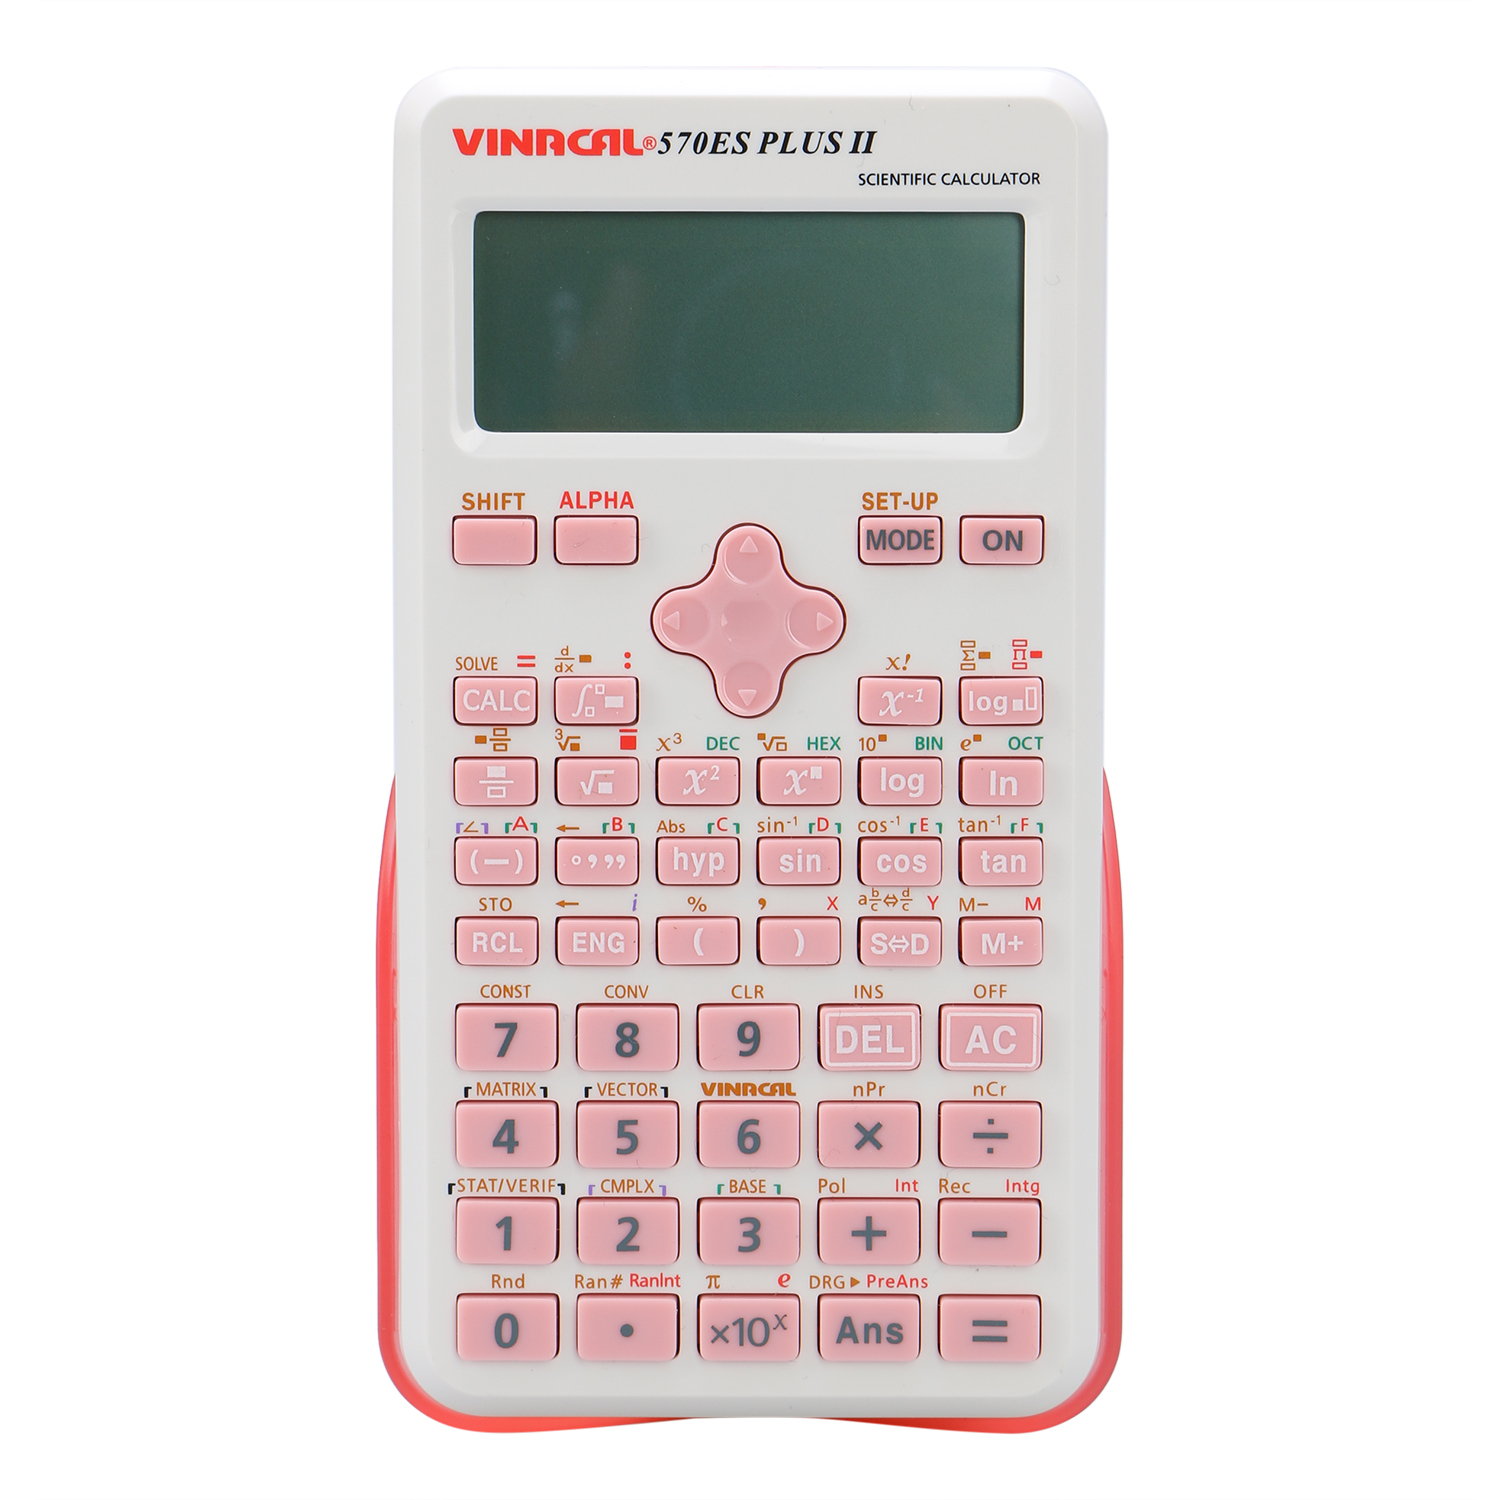 VINACAL® 570ES PLUS II
SCIENTIFIC CALCULATOR
SHIFT ALPHA SET-UP
MODE ON
SOLVE = d/dx : x! Σ Π
CALC ∫ x⁻¹ log
³√ x³ DEC √ HEX 10 BIN e OCT
√ x² x log ln
∠ A ← B Abs C sin⁻¹ D cos⁻¹ E tan⁻¹ F
(−) ° ’ ’’ hyp sin cos tan
STO ← i % , X a b/c⇔d/c Y M− M
RCL ENG ( ) S⇔D M+
CONST CONV CLR INS OFF
7 8 9 DEL AC
MATRIX VECTOR VINACAL nPr nCr
4 5 6 × ÷
STAT/VERIF CMPLX BASE Pol Int Rec Intg
1 2 3 + −
Rnd Ran# RanInt π e DRG▶ PreAns
0 • ×10ˣ Ans =